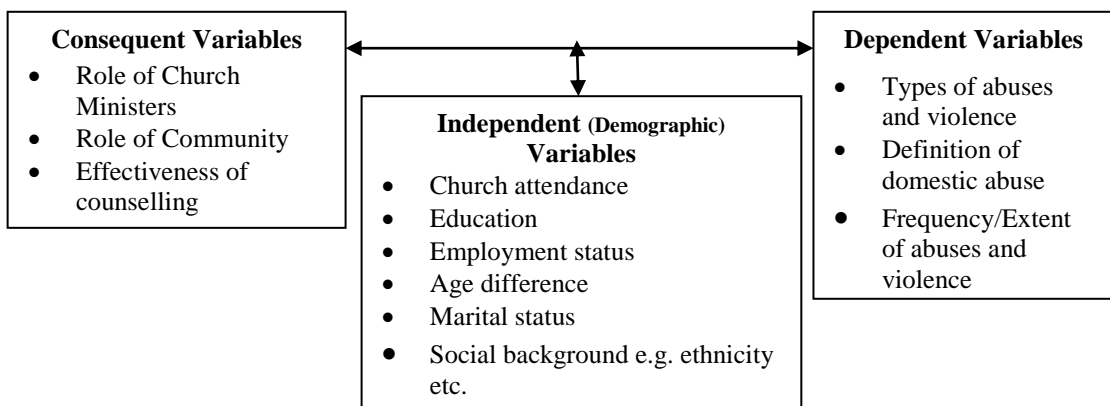 Consequent Variables
• Role of Church
Ministers
• Role of Community
• Effectiveness of
counselling
Independent (Demographic)
Variables
• Church attendance
• Education
• Employment status
• Age difference
• Marital status
• Social background e.g. ethnicity
etc.
Dependent Variables
• Types of abuses
and violence
• Definition of
domestic abuse
• Frequency/Extent
of abuses and
violence